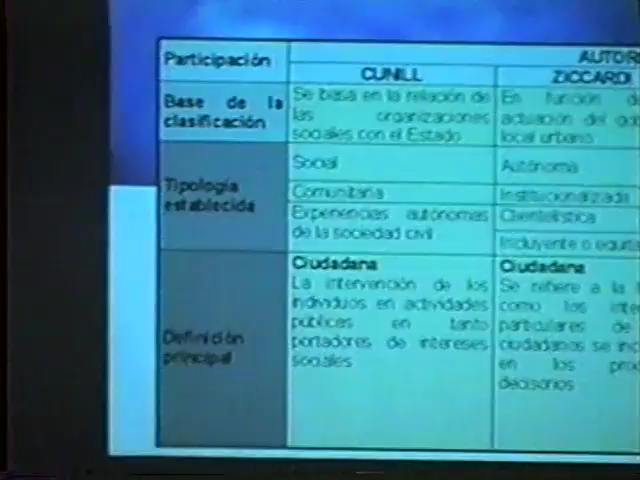 Participación
AUTOR
CUNILL
ZICCARDI
Base de la
clasificación
Se basa en la relación de
las organizaciones
sociales con el Estado
En función d
actuación del
local urbano
Tipología
establecida
Social
Comunitaria
Experiencias autónomas
de la sociedad civil
Autónoma
Institucionalizada
Clientelística
Incluyente o equita
Definición
principal
Ciudadana
La intervención de los
individuos en actividades
públicas en tanto
portadores de intereses
sociales
Ciudadana
Se refiere a la
como los inte
particulares de
ciudadanos se inc
en los pro
decisorios